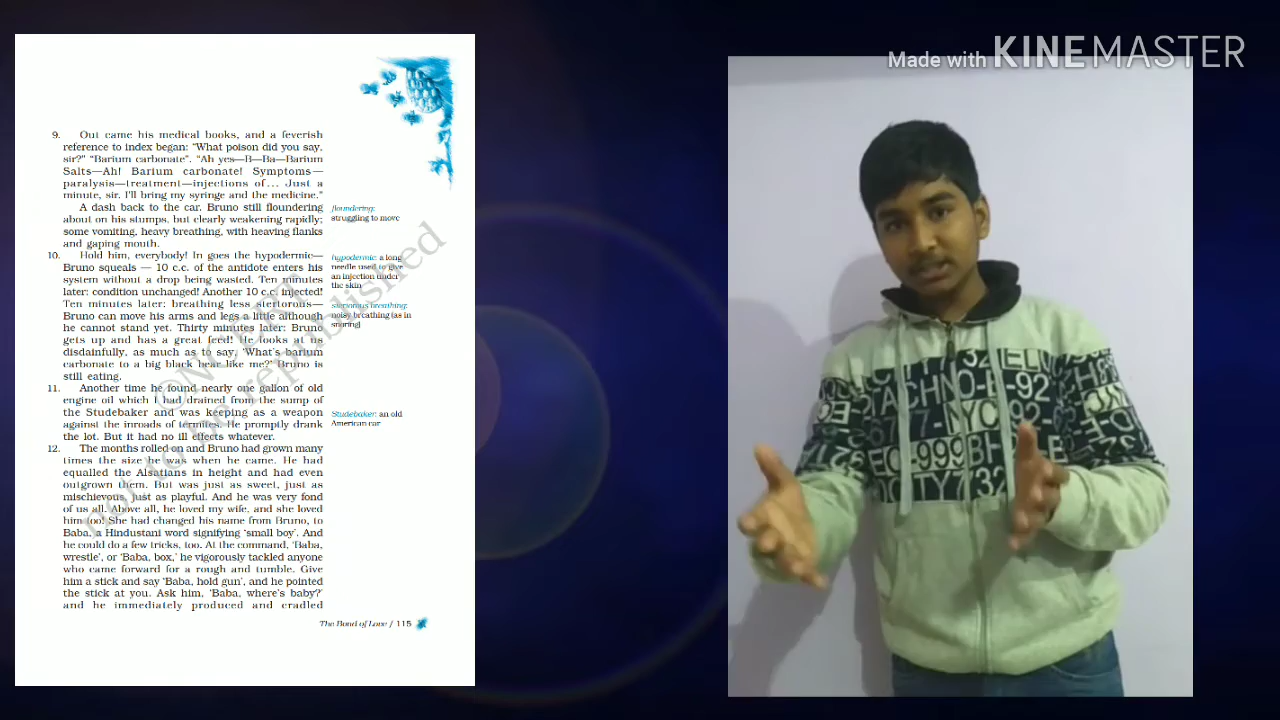 Made with KINEMASTER
9. Out came his medical books, and a feverish
reference to index began: "What poison did you say,
sir?" "Barium carbonate". "Ah yes—B—Ba—Barium
Salts—Ah! Barium carbonate! Symptoms—
paralysis—treatment—injections of... Just a
minute, sir. I'll bring my syringe and the medicine."
A dash back to the car. Bruno still floundering
about on his stumps, but clearly weakening rapidly;
some vomiting, heavy breathing, with heaving flanks
and gaping mouth.
floundering:
struggling to move
10. Hold him, everybody! In goes the hypodermic—
Bruno squeals — 10 c.c. of the antidote enters his
system without a drop being wasted. Ten minutes
later: condition unchanged! Another 10 c.c. injected!
Ten minutes later: breathing less stertorous—
Bruno can move his arms and legs a little although
he cannot stand yet. Thirty minutes later: Bruno
gets up and has a great feed! He looks at us
disdainfully, as much as to say, 'What's barium
carbonate to a big black bear like me?' Bruno is
still eating.
hypodermic: a long
needle used to give
an injection under
the skin
stertorous breathing:
noisy breathing (as in
snoring)
11. Another time he found nearly one gallon of old
engine oil which I had drained from the sump of
the Studebaker and was keeping as a weapon
against the inroads of termites. He promptly drank
the lot. But it had no ill effects whatever.
Studebaker: an old
American car
12. The months rolled on and Bruno had grown many
times the size he was when he came. He had
equalled the Alsatians in height and had even
outgrown them. But was just as sweet, just as
mischievous, just as playful. And he was very fond
of us all. Above all, he loved my wife, and she loved
him too! She had changed his name from Bruno, to
Baba, a Hindustani word signifying 'small boy'. And
he could do a few tricks, too. At the command, 'Baba,
wrestle', or 'Baba, box,' he vigorously tackled anyone
who came forward for a rough and tumble. Give
him a stick and say 'Baba, hold gun', and he pointed
the stick at you. Ask him, 'Baba, where's baby?'
and he immediately produced and cradled
The Bond of Love / 115
© NCERT
not to be republished